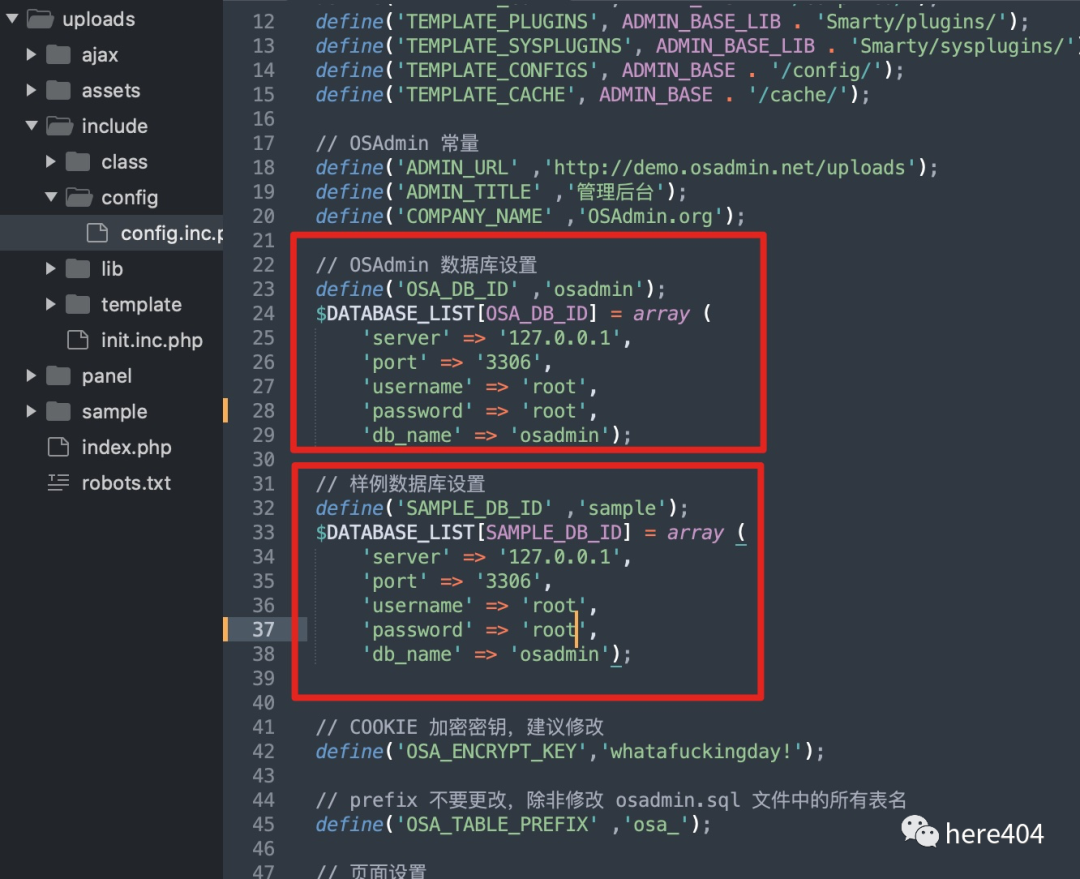 uploads
ajax
assets
include
class
config
config.inc.p
lib
template
init.inc.php
panel
sample
index.php
robots.txt
12 define('TEMPLATE_PLUGINS', ADMIN_BASE_LIB . 'Smarty/plugins/');
13 define('TEMPLATE_SYSPLUGINS', ADMIN_BASE_LIB . 'Smarty/sysplugins/'
14 define('TEMPLATE_CONFIGS', ADMIN_BASE . '/config/');
15 define('TEMPLATE_CACHE', ADMIN_BASE . '/cache/');
16
17 // OSAdmin 常量
18 define('ADMIN_URL' ,'http://demo.osadmin.net/uploads');
19 define('ADMIN_TITLE' ,'管理后台');
20 define('COMPANY_NAME' ,'OSAdmin.org');
21
22 // OSAdmin 数据库设置
23 define('OSA_DB_ID' ,'osadmin');
24 $DATABASE_LIST[OSA_DB_ID] = array (
25 'server' => '127.0.0.1',
26 'port' => '3306',
27 'username' => 'root',
28 'password' => 'root',
29 'db_name' => 'osadmin');
30
31 // 样例数据库设置
32 define('SAMPLE_DB_ID' ,'sample');
33 $DATABASE_LIST[SAMPLE_DB_ID] = array (
34 'server' => '127.0.0.1',
35 'port' => '3306',
36 'username' => 'root',
37 'password' => 'root',
38 'db_name' => 'osadmin');
39
40
41 // COOKIE 加密密钥，建议修改
42 define('OSA_ENCRYPT_KEY','whatafuckingday!');
43
44 // prefix 不要更改，除非修改 osadmin.sql 文件中的所有表名
45 define('OSA_TABLE_PREFIX' ,'osa_');
46
47 // 页面设置
here404